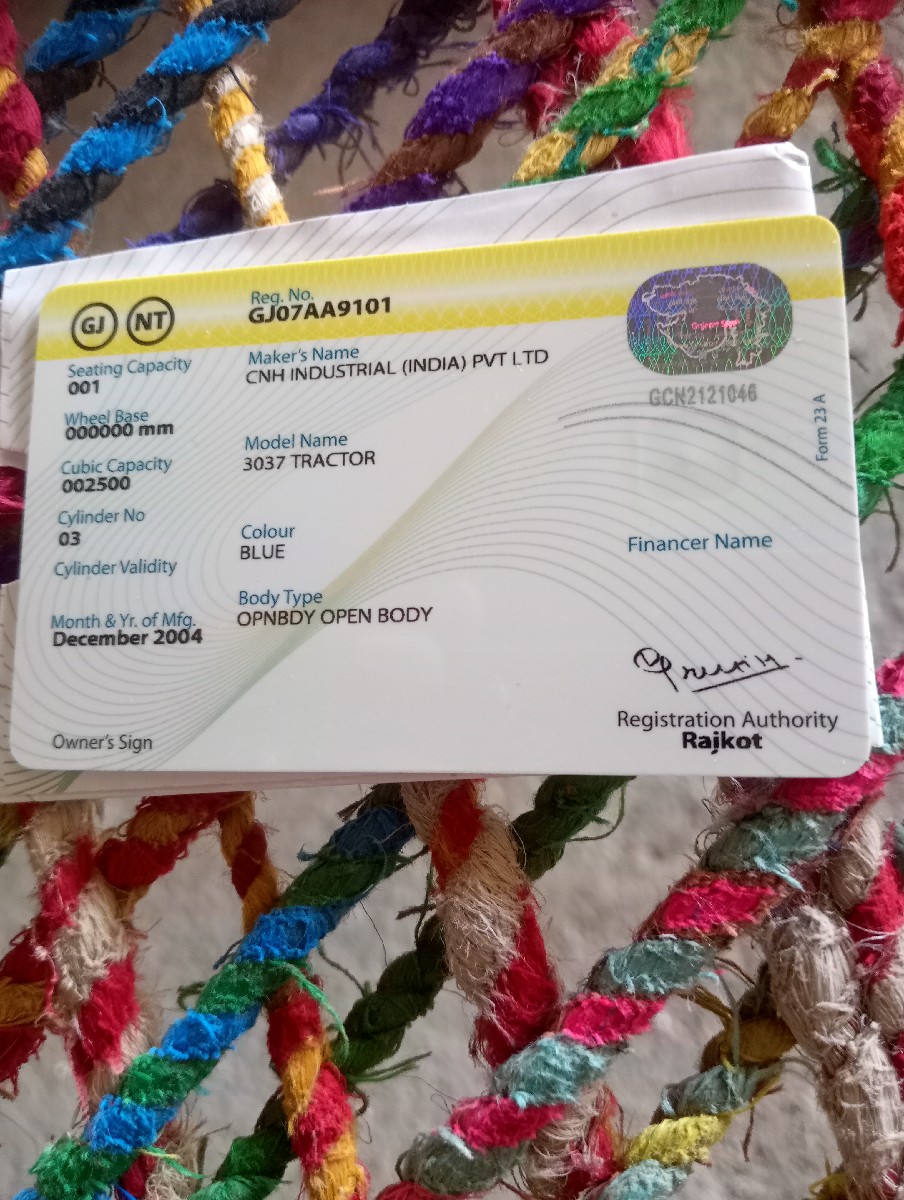 GJ NT
Reg. No.
GJ07AA9101
Seating Capacity
001
Maker's Name
CNH INDUSTRIAL (INDIA) PVT LTD
GCN2121046
Wheel Base
000000 mm
Model Name
3037 TRACTOR
Form 23 A
Cubic Capacity
002500
Cylinder No
03
Colour
BLUE
Financer Name
Cylinder Validity
Body Type
OPNBDY OPEN BODY
Month & Yr. of Mfg.
December 2004
Owner's Sign
Registration Authority
Rajkot